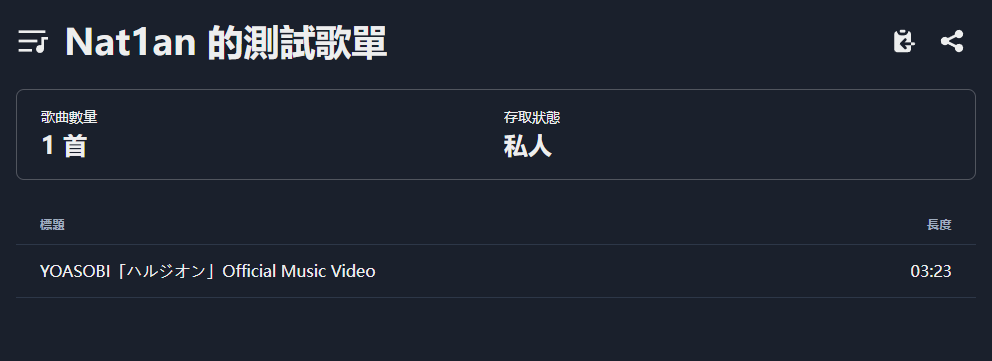 Nat1an 的測試歌單
歌曲數量
1 首
存取狀態
私人
標題 長度
YOASOBI「ハルジオン」Official Music Video 03:23